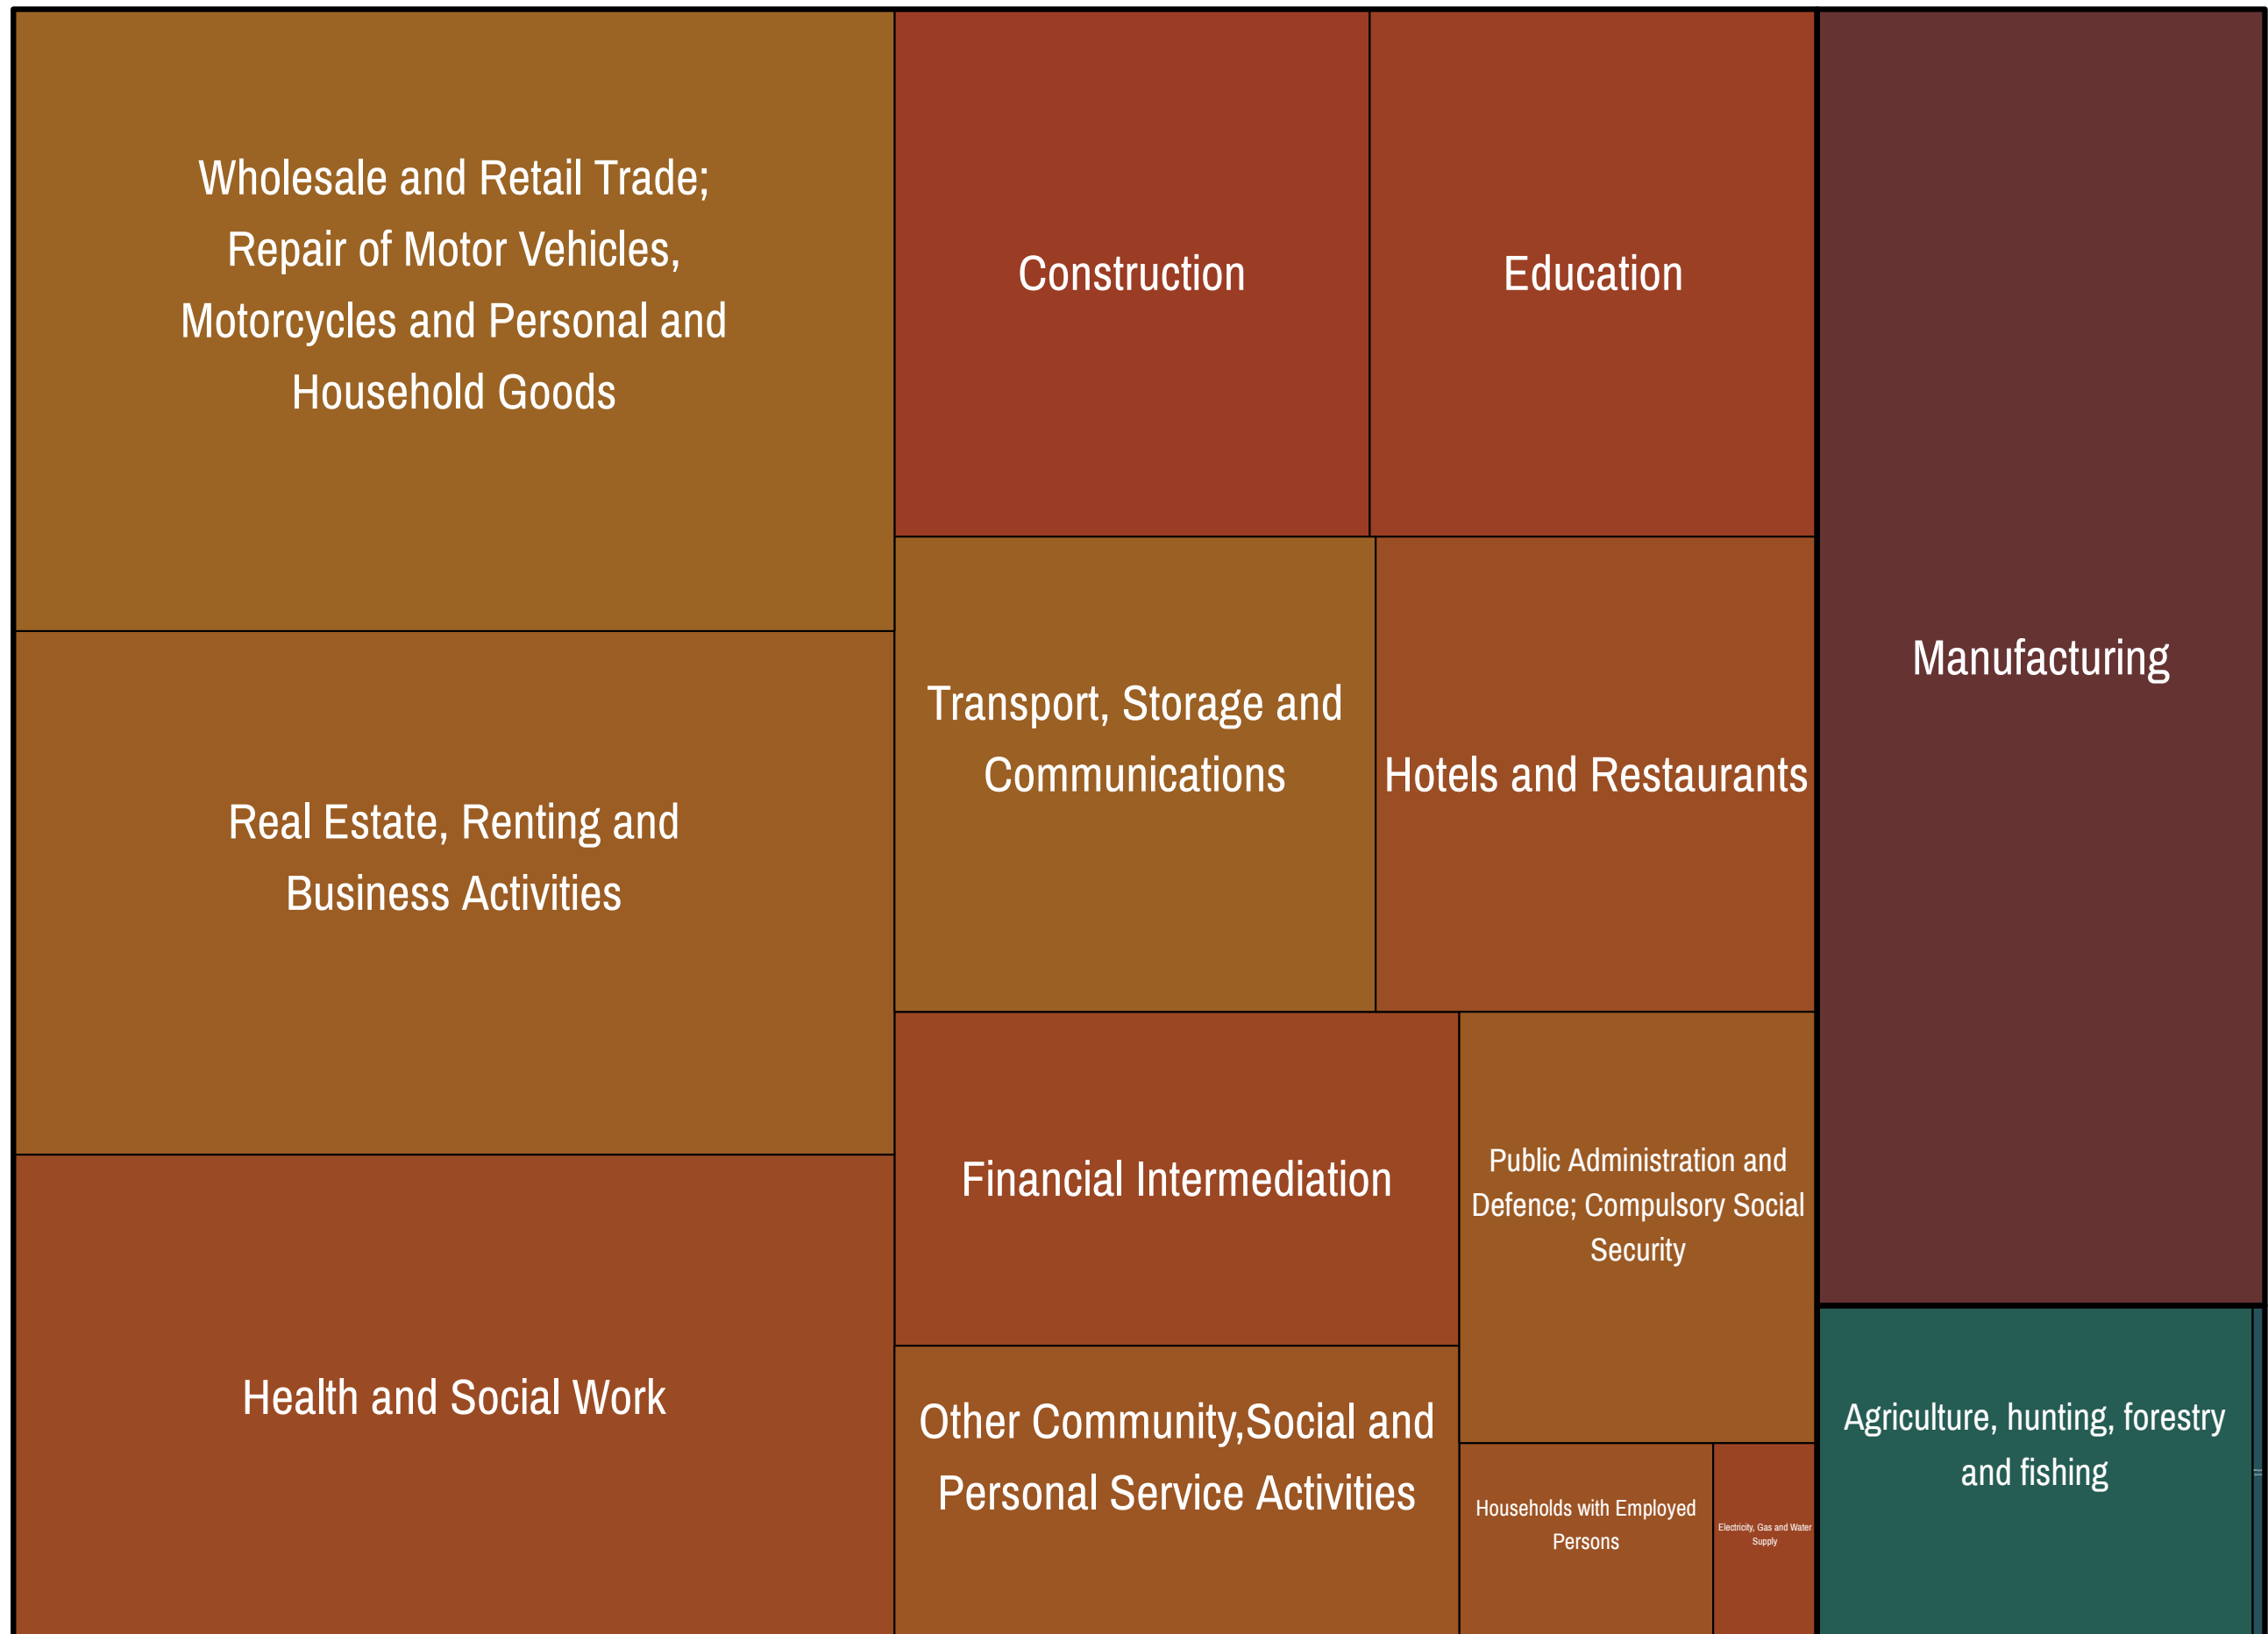 Wholesale and Retail Trade;
Repair of Motor Vehicles,
Motorcycles and Personal and
Household Goods
Construction
Education
Manufacturing
Transport, Storage and
Communications
Hotels and Restaurants
Real Estate, Renting and
Business Activities
Financial Intermediation
Public Administration and
Defence; Compulsory Social
Security
Health and Social Work
Other Community,Social and
Personal Service Activities
Households with Employed
Persons
Electricity, Gas and Water
Supply
Agriculture, hunting, forestry
and fishing